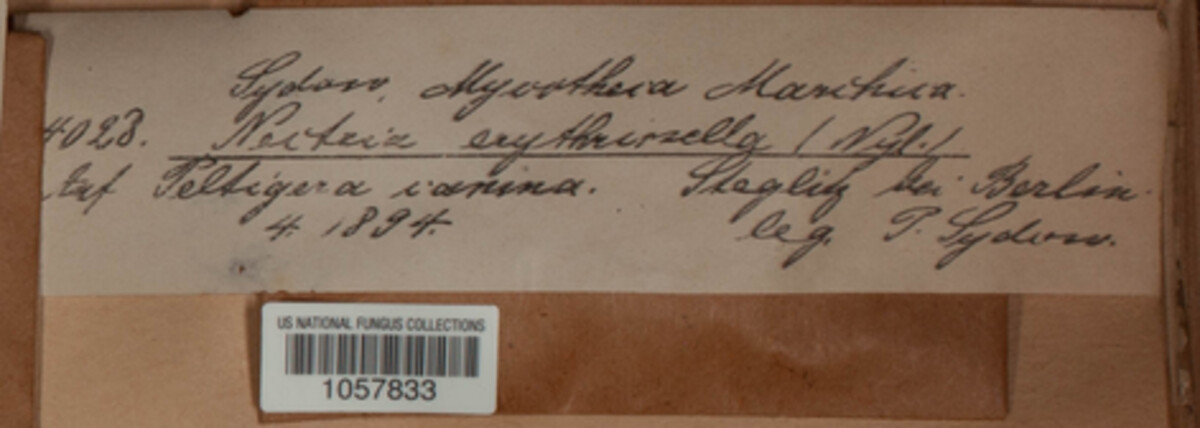 Sydow, Mycotheca Marchica.
4028. Nectria erythrinella (Nyl.)
Auf Peltigera canina. Steglitz bei Berlin.
4. 1894. leg. P. Sydow.
US NATIONAL FUNGUS COLLECTIONS
1057833